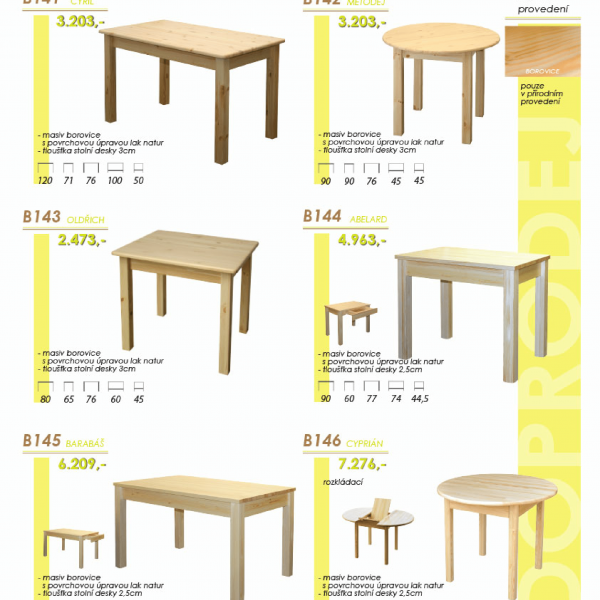 B141 CYRIL
3.203,-
- masiv borovice
s povrchovou úpravou lak natur
- tloušťka stolní desky 3cm
120 71 76 100 50
B142 METODĚJ
3.203,-
- masiv borovice
s povrchovou úpravou lak natur
- tloušťka stolní desky 3cm
90 90 76 45 45
provedení
BOROVICE
pouze
v přírodním
provedení
B143 OLDŘICH
2.473,-
- masiv borovice
s povrchovou úpravou lak natur
- tloušťka stolní desky 3cm
80 65 76 60 45
B144 ABELARD
4.963,-
- masiv borovice
s povrchovou úpravou lak natur
- tloušťka stolní desky 2,5cm
90 60 77 74 44,5
B145 BARABÁŠ
6.209,-
- masiv borovice
s povrchovou úpravou lak natur
- tloušťka stolní desky 2,5cm
B146 CYPRIÁN
7.276,-
rozkládací
- masiv borovice
s povrchovou úpravou lak natur
- tloušťka stolní desky 2,5cm
DOPRODEJ